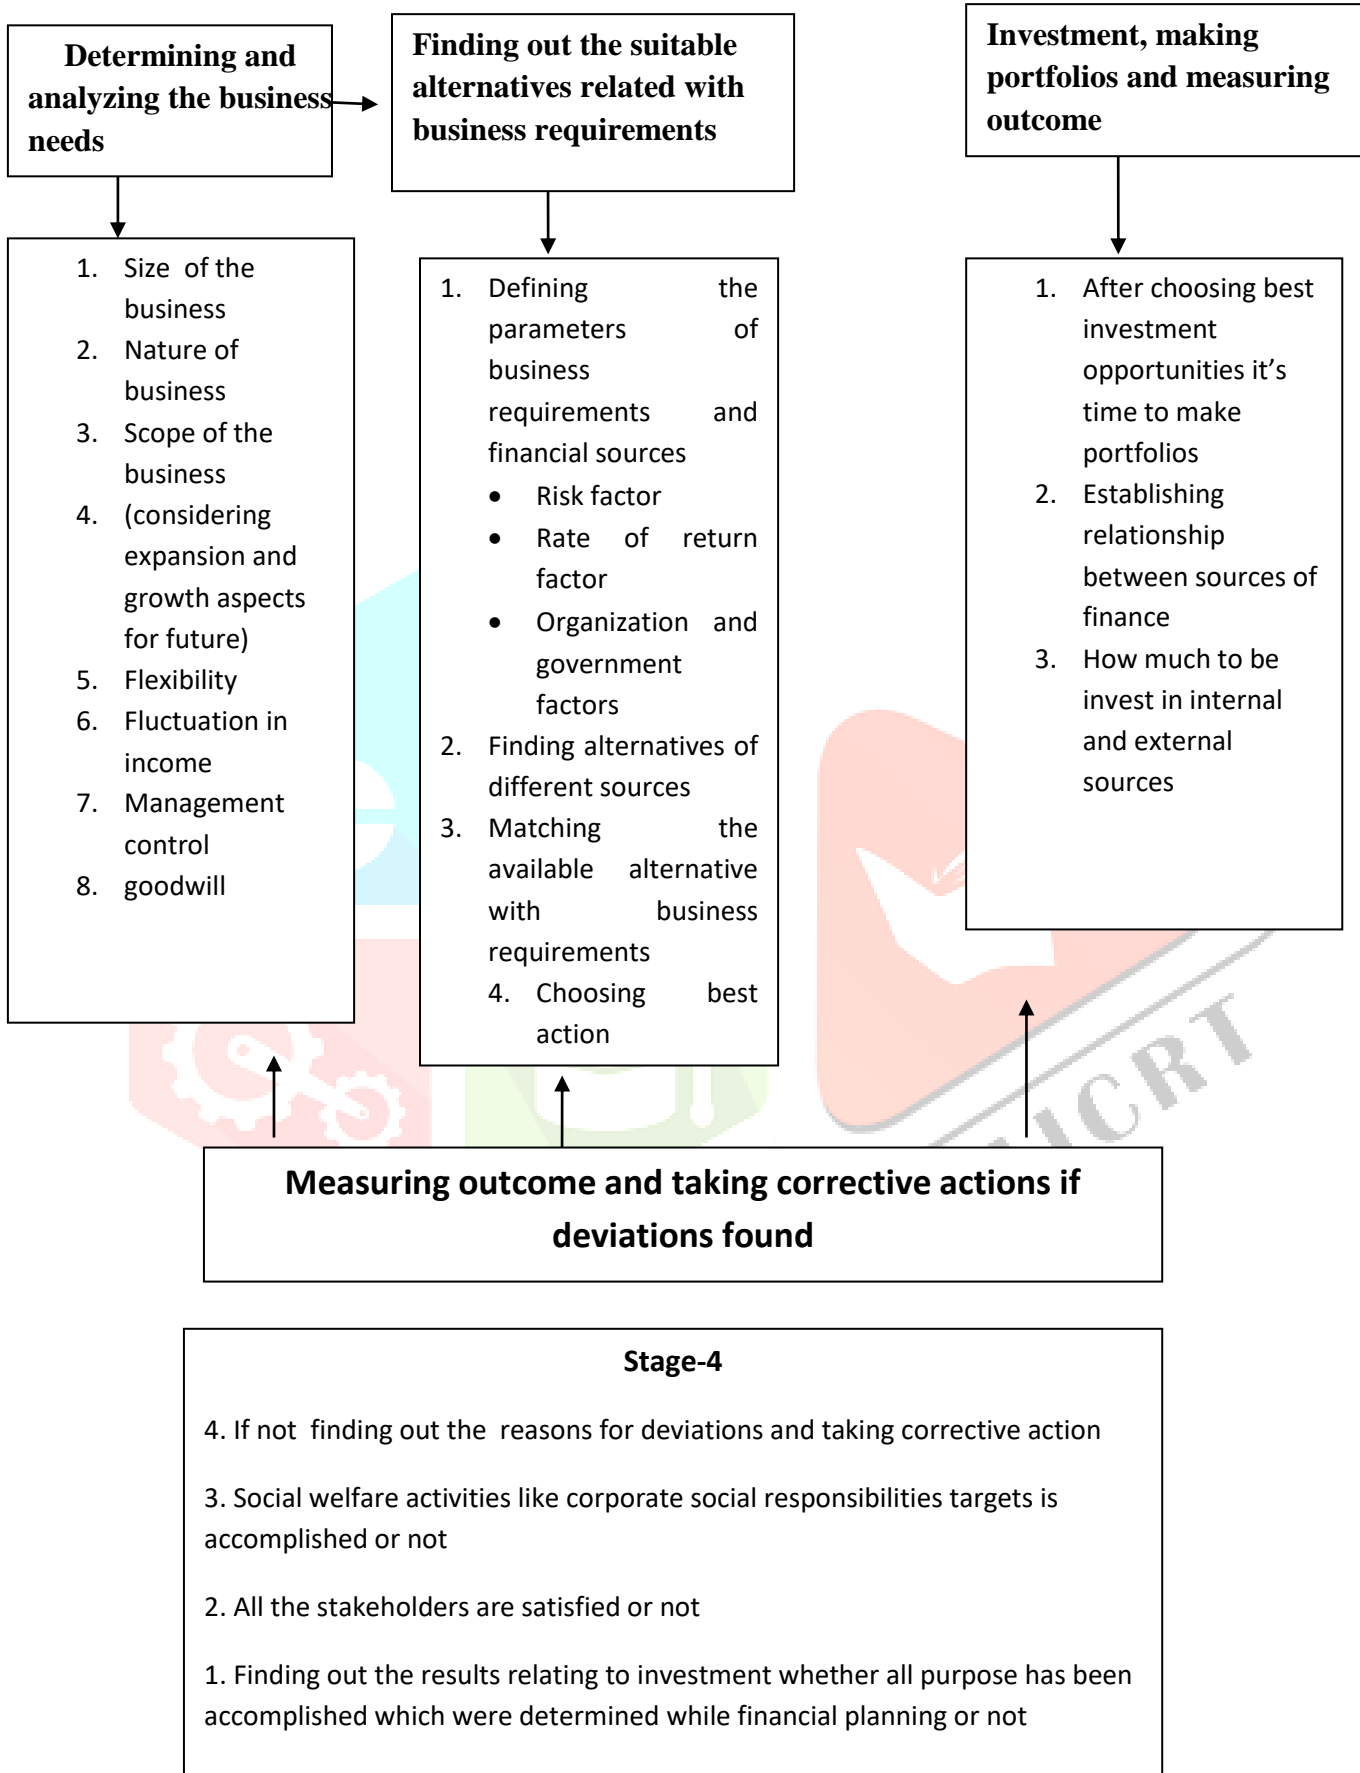 Determining and
analyzing the business
needs
Finding out the suitable
alternatives related with
business requirements
Investment, making
portfolios and measuring
outcome
1. Size of the
business
2. Nature of
business
3. Scope of the
business
4. (considering
expansion and
growth aspects
for future)
5. Flexibility
6. Fluctuation in
income
7. Management
control
8. goodwill
1. Defining the
parameters of
business
requirements and
financial sources
• Risk factor
• Rate of return
factor
• Organization and
government
factors
2. Finding alternatives of
different sources
3. Matching the
available alternative
with business
requirements
4. Choosing best
action
1. After choosing best
investment
opportunities it’s
time to make
portfolios
2. Establishing
relationship
between sources of
finance
3. How much to be
invest in internal
and external
sources
Measuring outcome and taking corrective actions if
deviations found
Stage-4
4. If not finding out the reasons for deviations and taking corrective action
3. Social welfare activities like corporate social responsibilities targets is
accomplished or not
2. All the stakeholders are satisfied or not
1. Finding out the results relating to investment whether all purpose has been
accomplished which were determined while financial planning or not